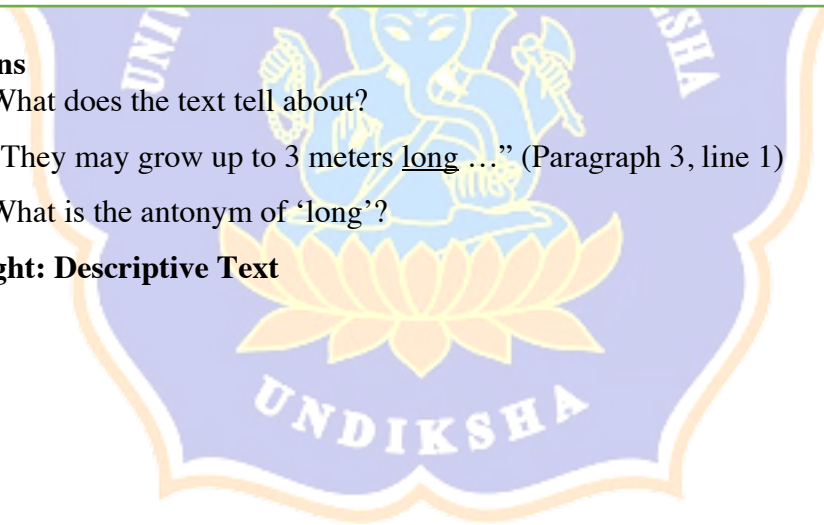 ns
What does the text tell about?
They may grow up to 3 meters long …” (Paragraph 3, line 1)
What is the antonym of ‘long’?
ght: Descriptive Text
UNDIKSHA